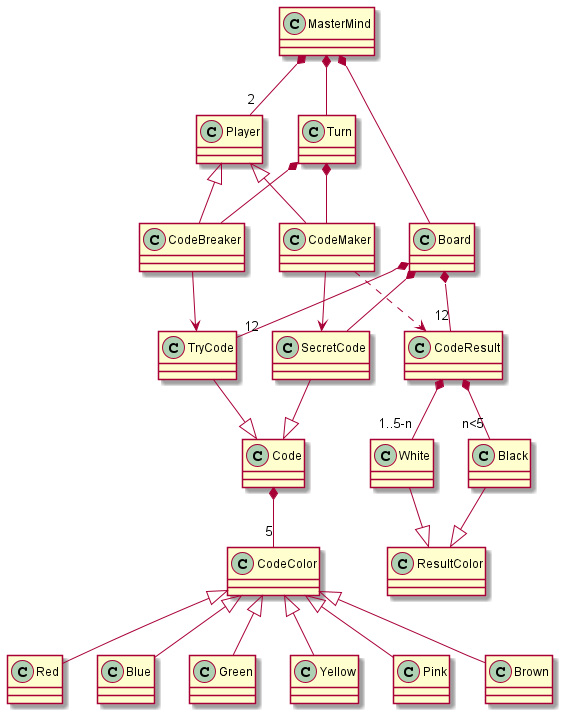 C MasterMind
2
C Player
C Turn
C CodeBreaker
C CodeMaker
C Board
12
12
C TryCode
C SecretCode
C CodeResult
1..5-n
n<5
C Code
C White
C Black
5
C CodeColor
C ResultColor
C Red
C Blue
C Green
C Yellow
C Pink
C Brown